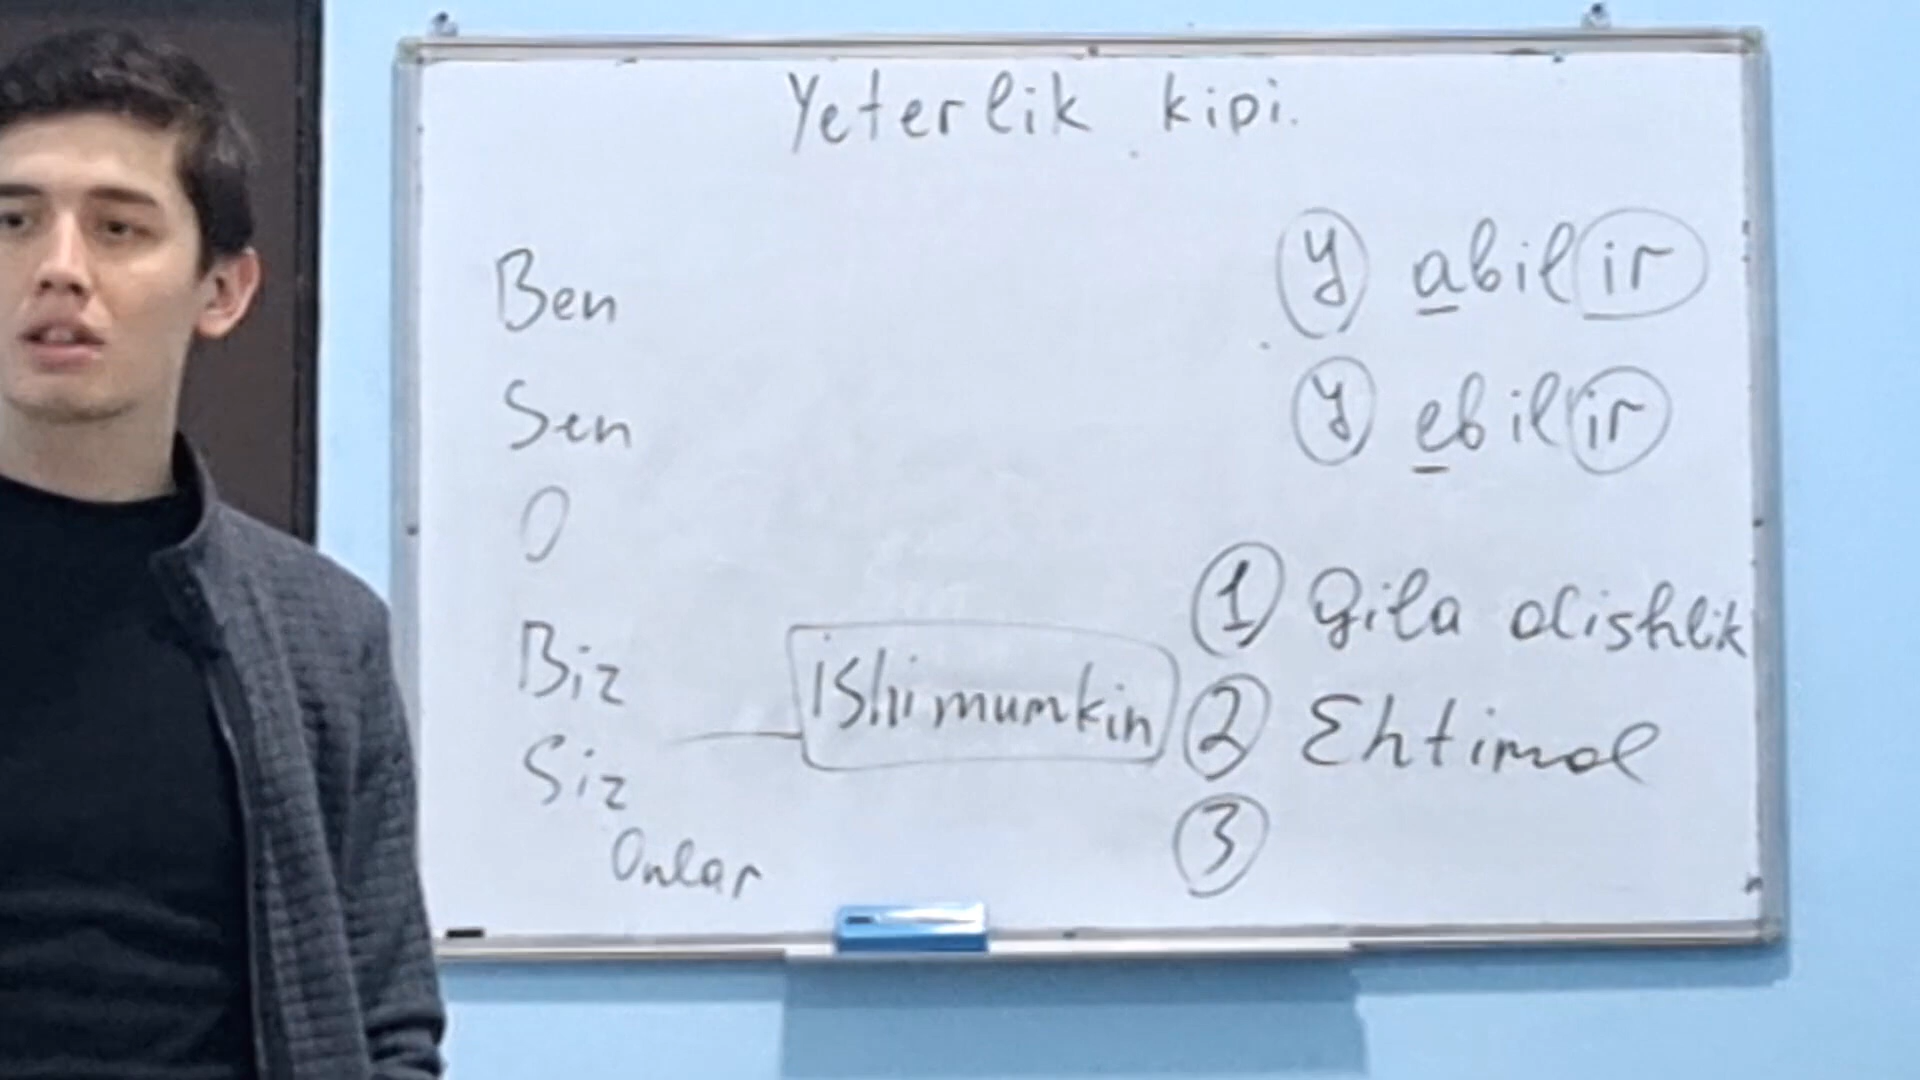 Yeterlik kipi.
Ben
Sen
O
Biz
Siz
Onlar
y abilir
y ebilir
ishi mumkin
1 Qila olishlik
2 Ehtimol
3